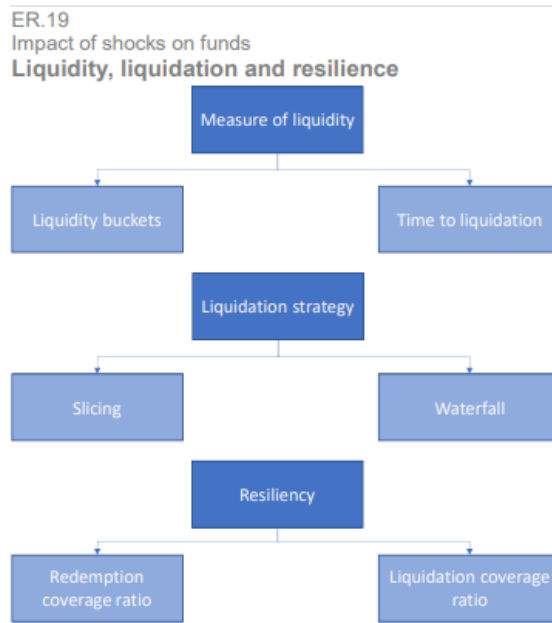 ER.19
Impact of shocks on funds
Liquidity, liquidation and resilience
Measure of liquidity
Liquidity buckets
Time to liquidation
Liquidation strategy
Slicing
Waterfall
Resiliency
Redemption
coverage ratio
Liquidation coverage
ratio